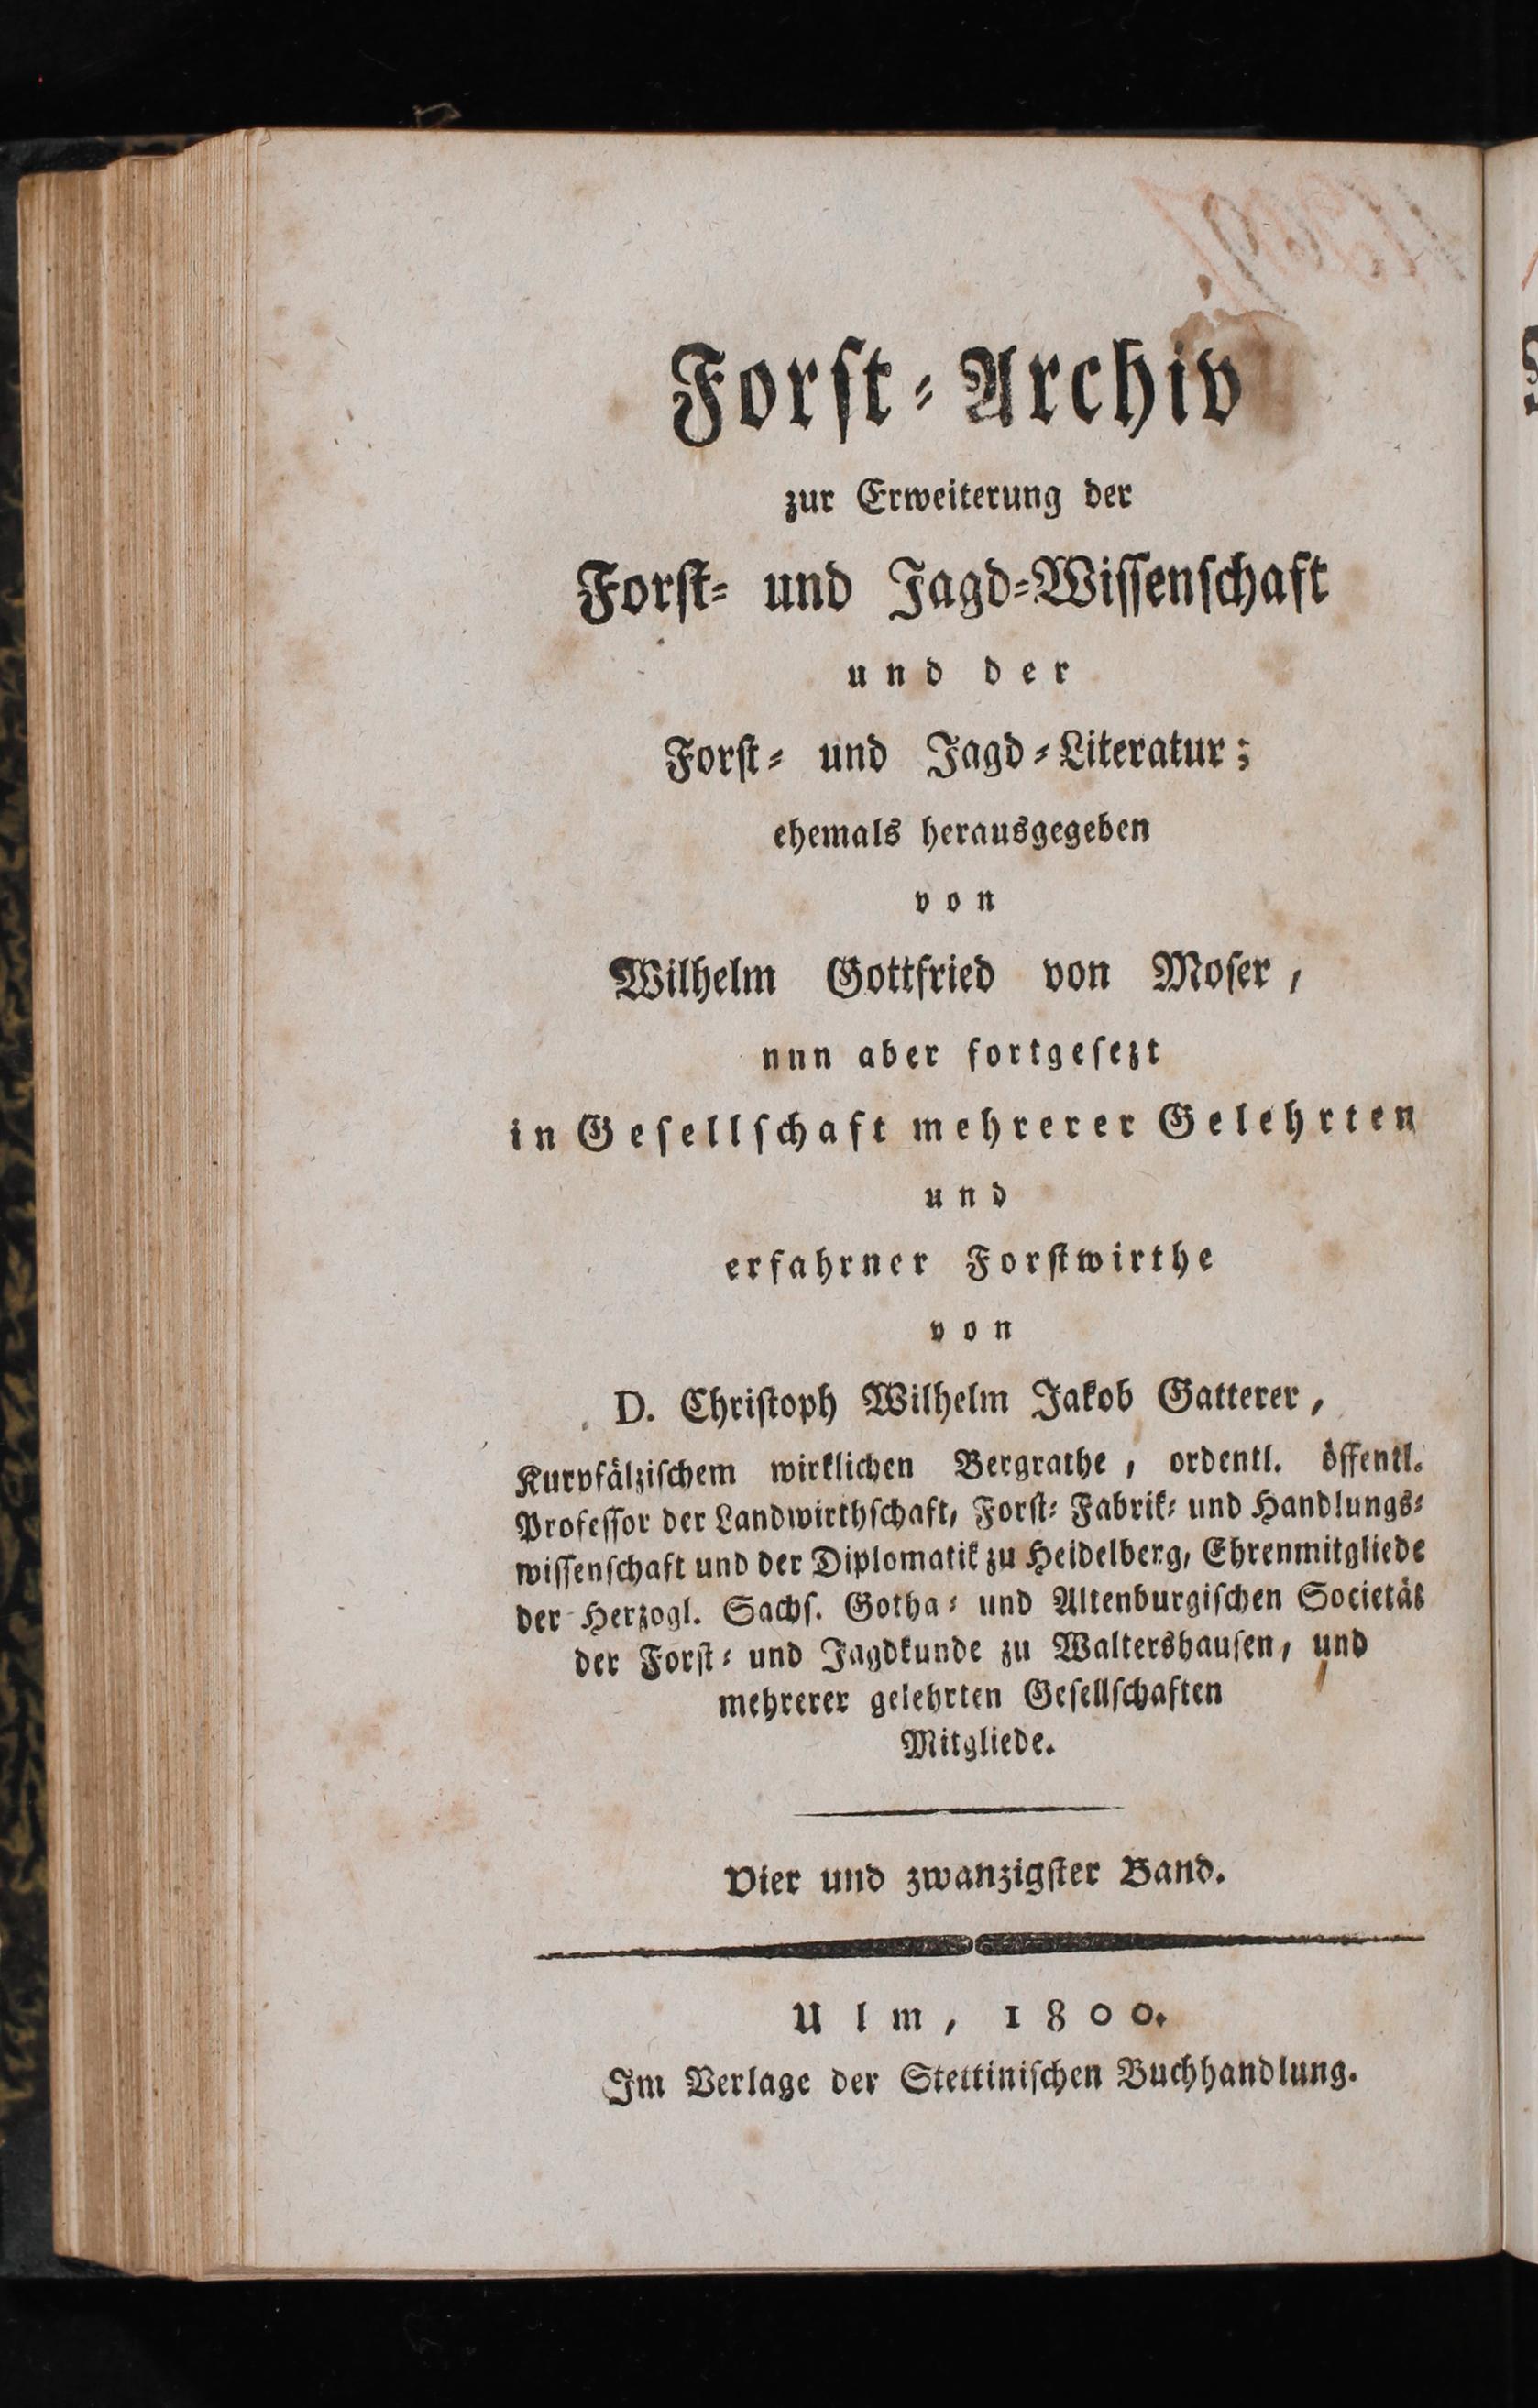 Forſt-Archiv
zur Erweiterung der
Forſt- und Jagd-Wiſſenſchaft
und der
Forſt- und Jagd-Literatur;
ehemals herausgegeben
von
Wilhelm Gottfried von Moſer,
nun aber fortgeſezt
in Geſellſchaft mehrerer Gelehrten
und
erfahrner Forſtwirthe
von
D. Chriſtoph Wilhelm Jakob Gatterer,
Kurpfälziſchem wirklichen Bergrathe, ordentl. öffentl.
Profeſſor der Landwirthſchaft, Forſt- Fabrik- und Handlungs-
wiſſenſchaft und der Diplomatik zu Heidelberg, Ehrenmitgliede
der Herzogl. Sachſ. Gotha- und Altenburgiſchen Societät
der Forſt- und Jagdkunde zu Waltershauſen, und
mehrerer gelehrten Geſellſchaften
Mitgliede.
Vier und zwanzigſter Band.
Ulm, 1800.
Im Verlage der Stettiniſchen Buchhandlung.